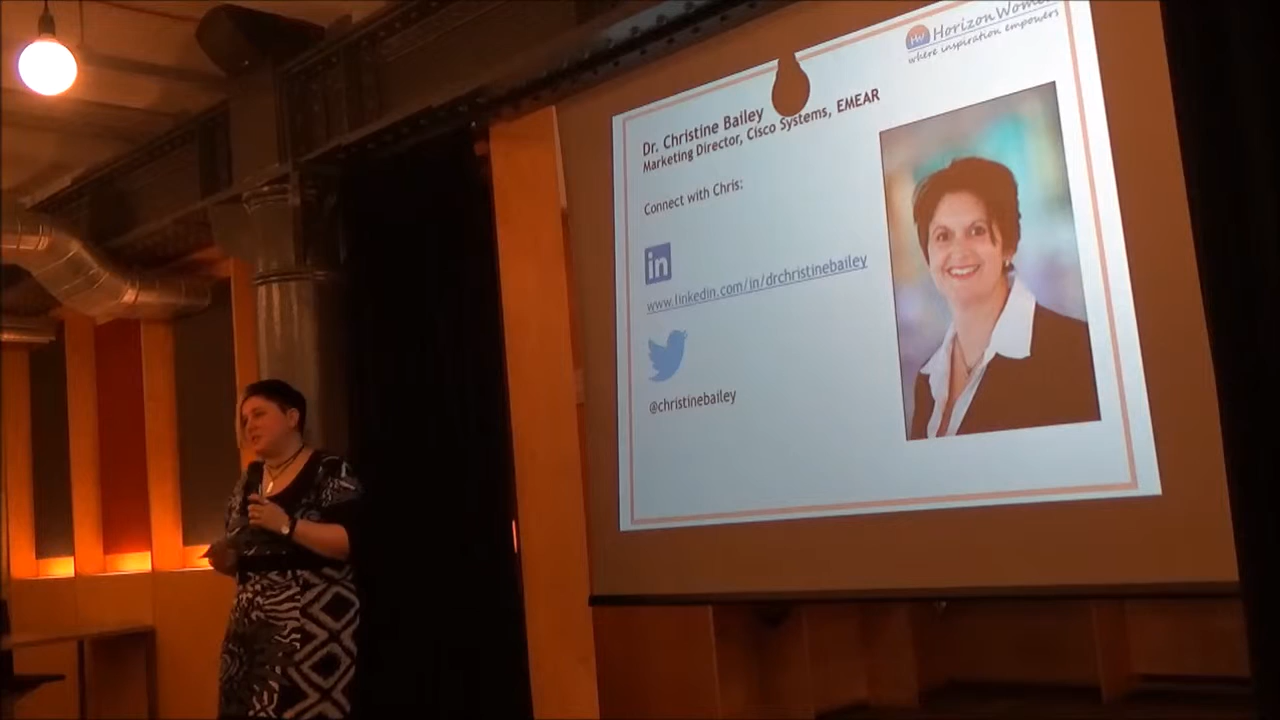 HW HorizonWomen
where inspiration empowers
Dr. Christine Bailey
Marketing Director, Cisco Systems, EMEAR
Connect with Chris:
in
www.linkedin.com/in/drchristinebailey
@christinebailey